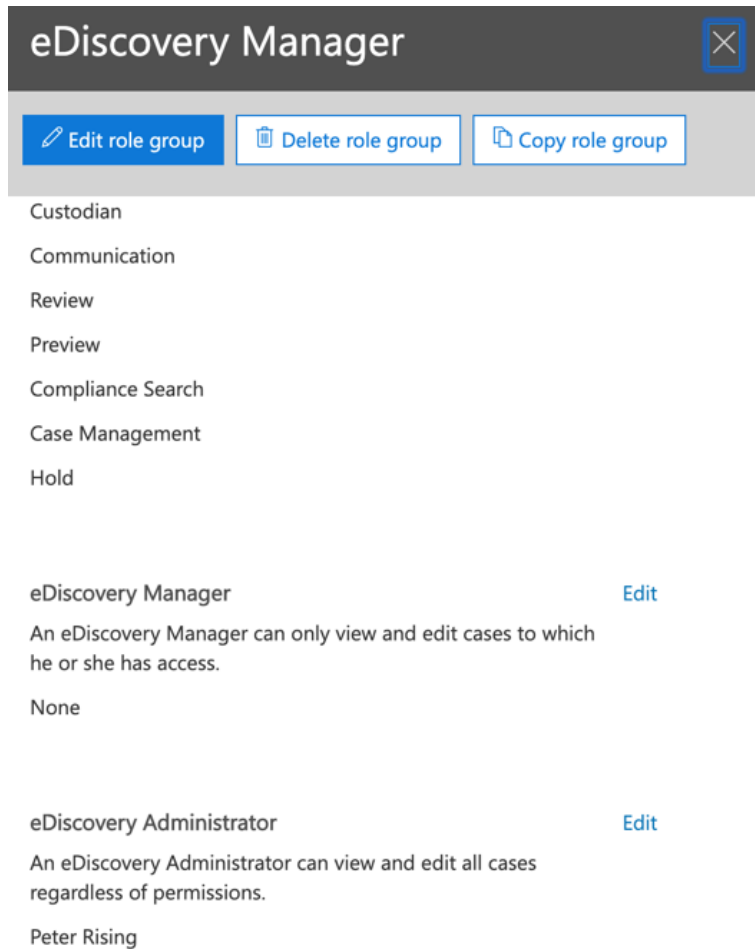 eDiscovery Manager
Edit role group
Delete role group
Copy role group
Custodian
Communication
Review
Preview
Compliance Search
Case Management
Hold
eDiscovery Manager
Edit
An eDiscovery Manager can only view and edit cases to which
he or she has access.
None
eDiscovery Administrator
Edit
An eDiscovery Administrator can view and edit all cases
regardless of permissions.
Peter Rising